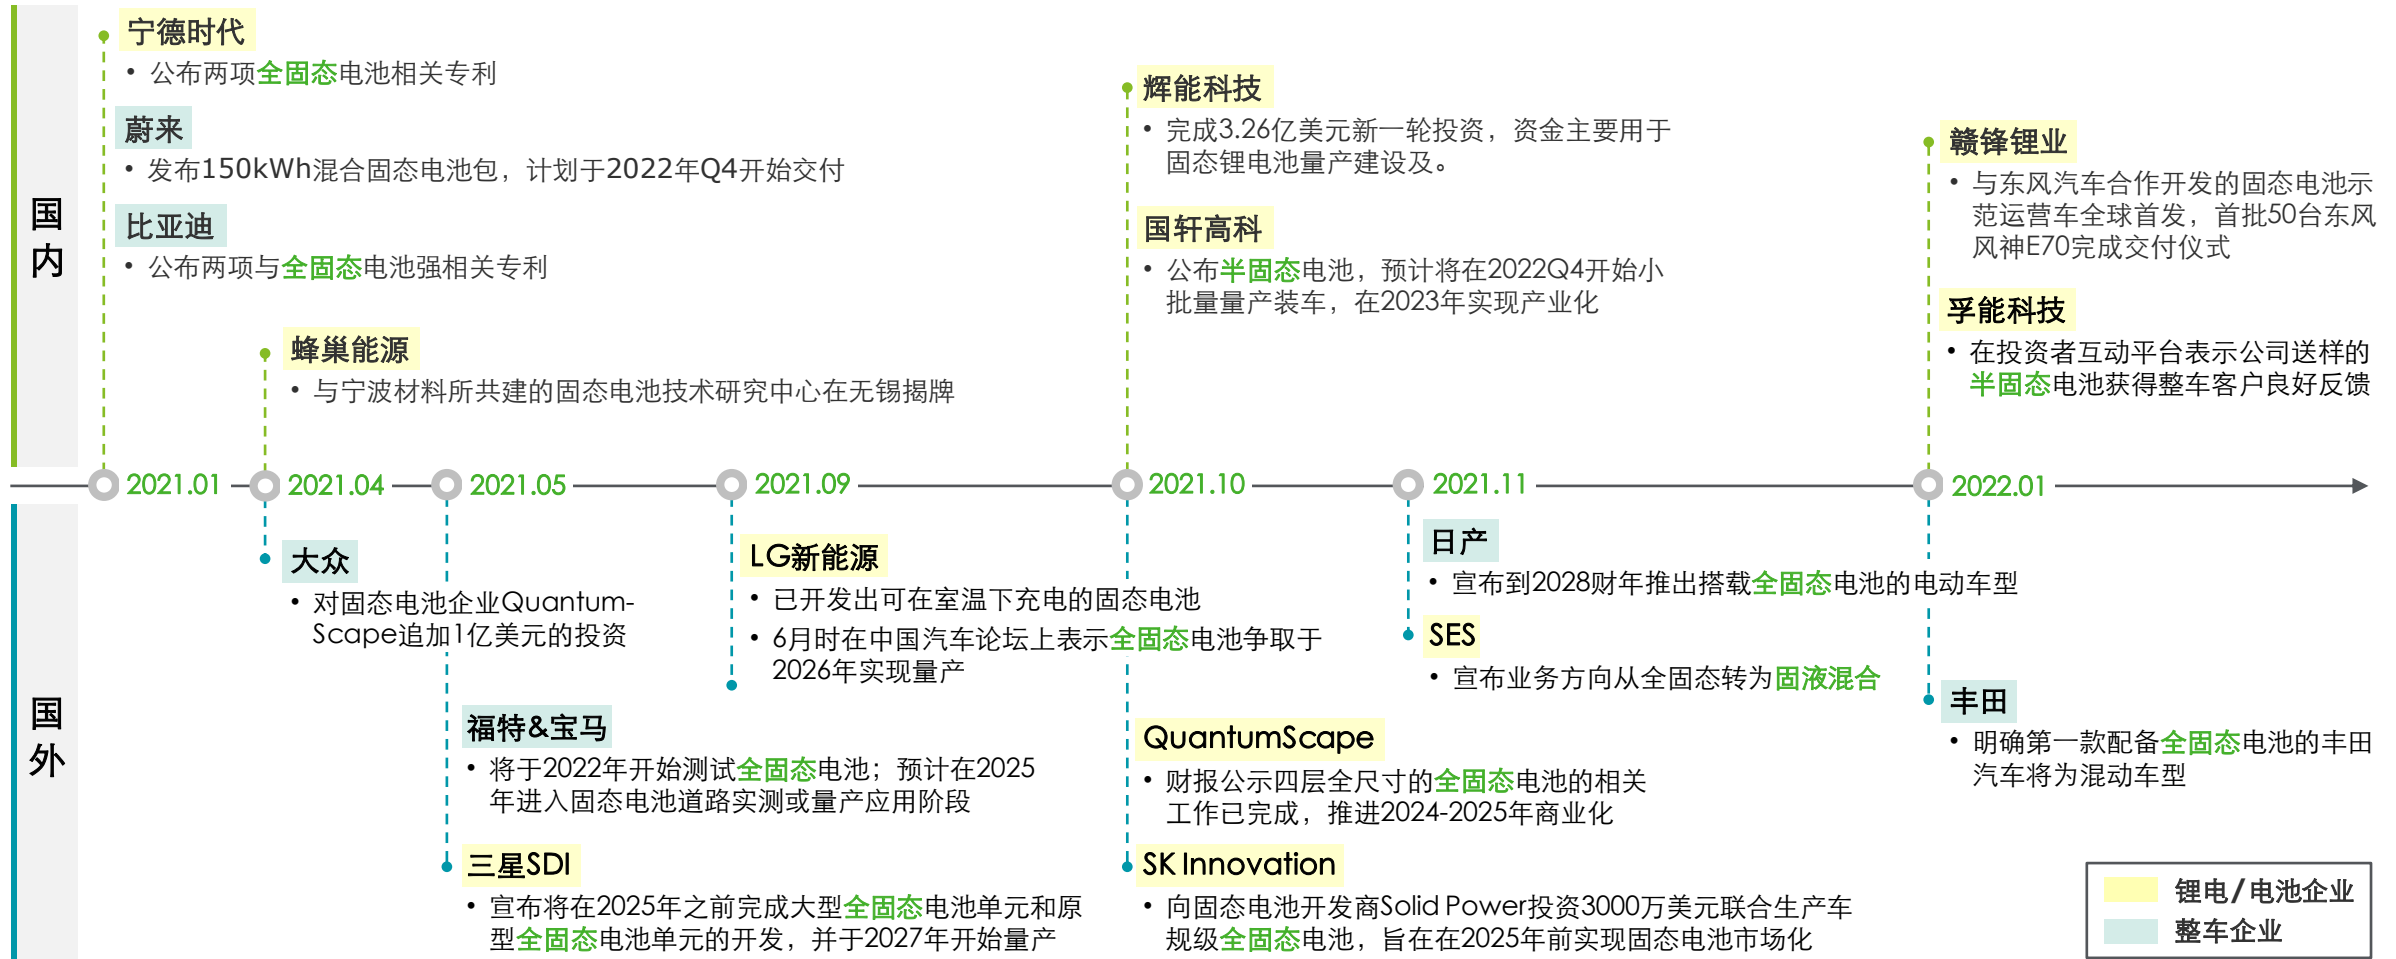 国内
宁德时代
• 公布两项全固态电池相关专利
蔚来
• 发布150kWh混合固态电池包，计划于2022年Q4开始交付
比亚迪
• 公布两项与全固态电池强相关专利
蜂巢能源
• 与宁波材料所共建的固态电池技术研究中心在无锡揭牌
辉能科技
• 完成3.26亿美元新一轮投资，资金主要用于
固态锂电池量产建设及。
国轩高科
• 公布半固态电池，预计将在2022Q4开始小
批量量产装车，在2023年实现产业化
赣锋锂业
• 与东风汽车合作开发的固态电池示
范运营车全球首发，首批50台东风
风神E70完成交付仪式
孚能科技
• 在投资者互动平台表示公司送样的
半固态电池获得整车客户良好反馈
2021.01
2021.04
2021.05
2021.09
2021.10
2021.11
2022.01
国外
大众
• 对固态电池企业Quantum-
Scape追加1亿美元的投资
福特&宝马
• 将于2022年开始测试全固态电池；预计在2025
年进入固态电池道路实测或量产应用阶段
三星SDI
• 宣布将在2025年之前完成大型全固态电池单元和原
型全固态电池单元的开发，并于2027年开始量产
LG新能源
• 已开发出可在室温下充电的固态电池
• 6月时在中国汽车论坛上表示全固态电池争取于
2026年实现量产
QuantumScape
• 财报公示四层全尺寸的全固态电池的相关
工作已完成，推进2024-2025年商业化
SK Innovation
• 向固态电池开发商Solid Power投资3000万美元联合生产车
规级全固态电池，旨在在2025年前实现固态电池市场化
日产
• 宣布到2028财年推出搭载全固态电池的电动车型
SES
• 宣布业务方向从全固态转为固液混合
丰田
• 明确第一款配备全固态电池的丰田
汽车将为混动车型
锂电/电池企业
整车企业